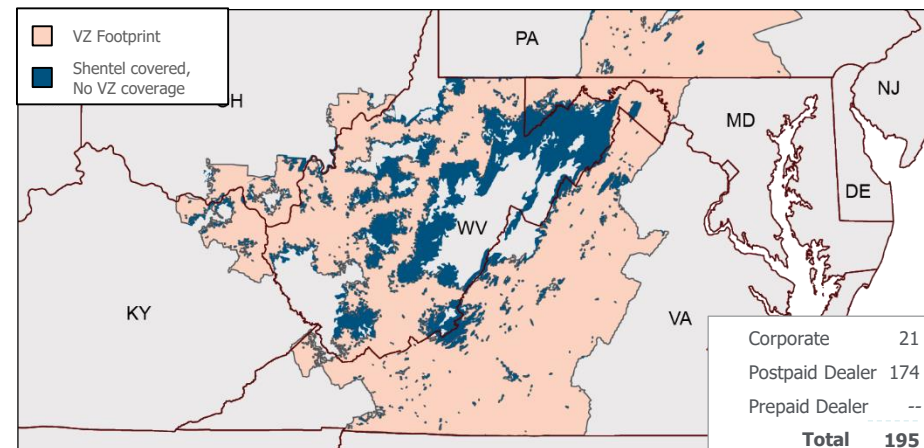 VZ Footprint
Shentel covered,
No VZ coverage
PA
NJ
OH
MD
DE
WV
KY
VA
Corporate 21
Postpaid Dealer 174
Prepaid Dealer --
Total 195